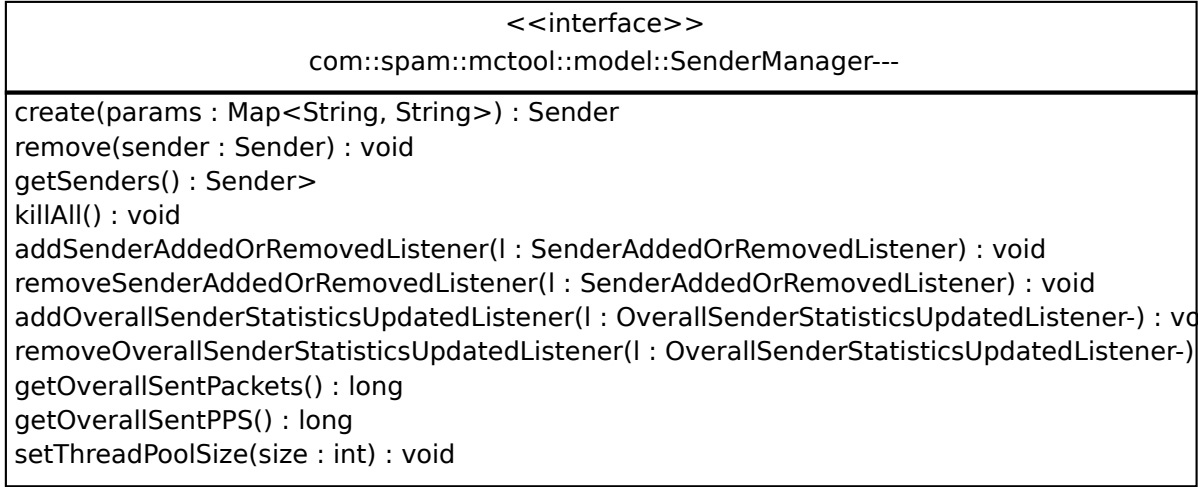 <<interface>>
com::spam::mctool::model::SenderManager---
create(params : Map<String, String>) : Sender
remove(sender : Sender) : void
getSenders() : Sender>
killAll() : void
addSenderAddedOrRemovedListener(l : SenderAddedOrRemovedListener) : void
removeSenderAddedOrRemovedListener(l : SenderAddedOrRemovedListener) : void
addOverallSenderStatisticsUpdatedListener(l : OverallSenderStatisticsUpdatedListener-) :
removeOverallSenderStatisticsUpdatedListener(l : OverallSenderStatisticsUpdatedListener-)
getOverallSentPackets() : long
getOverallSentPPS() : long
setThreadPoolSize(size : int) : void